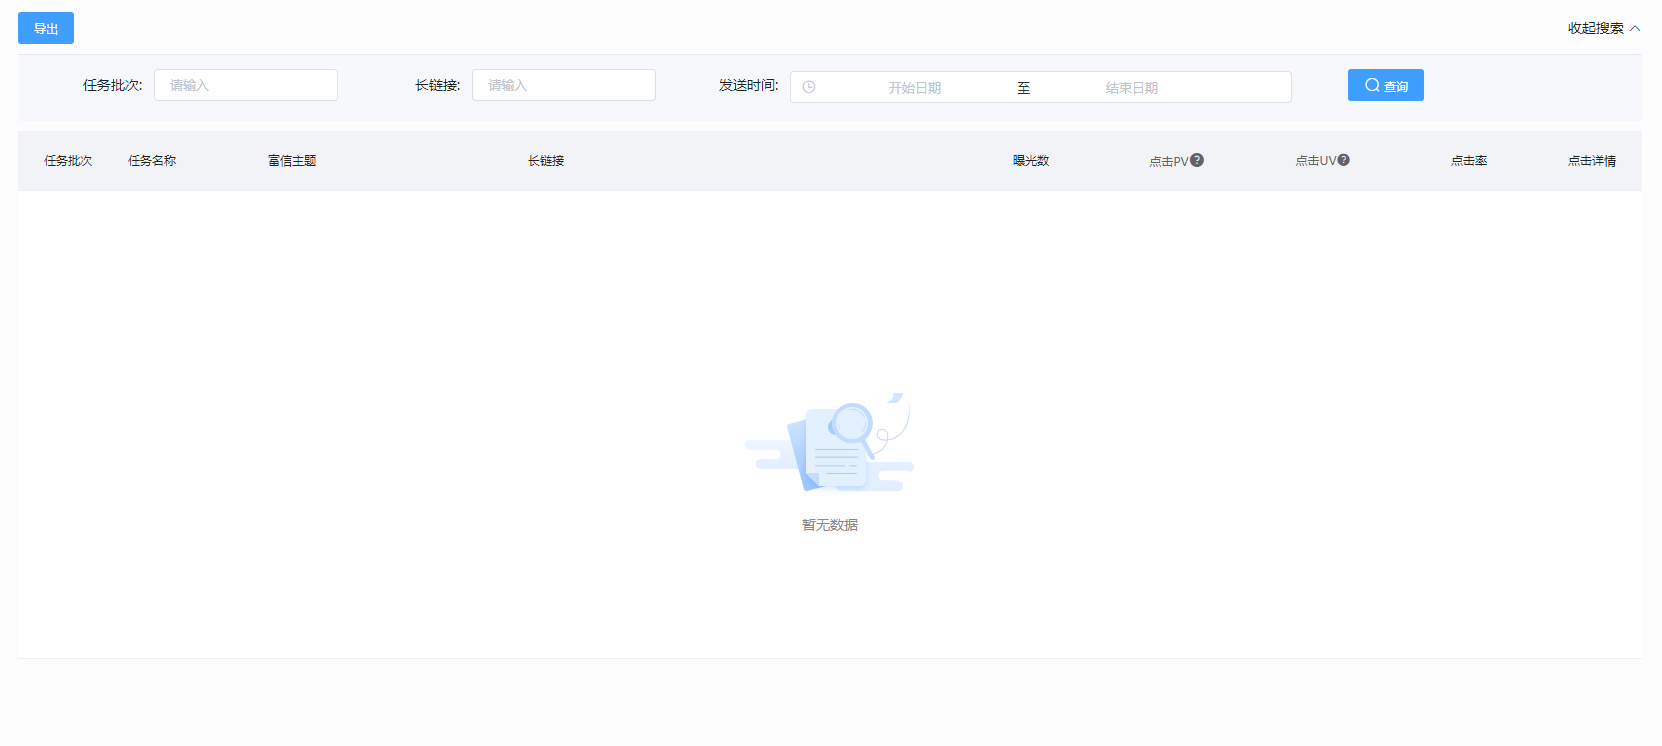 导出
收起搜索
任务批次: 请输入 长链接: 请输入 发送时间: 开始日期 至 结束日期 查询
任务批次 任务名称 富信主题 长链接 曝光数 点击PV? 点击UV? 点击率 点击详情
暂无数据